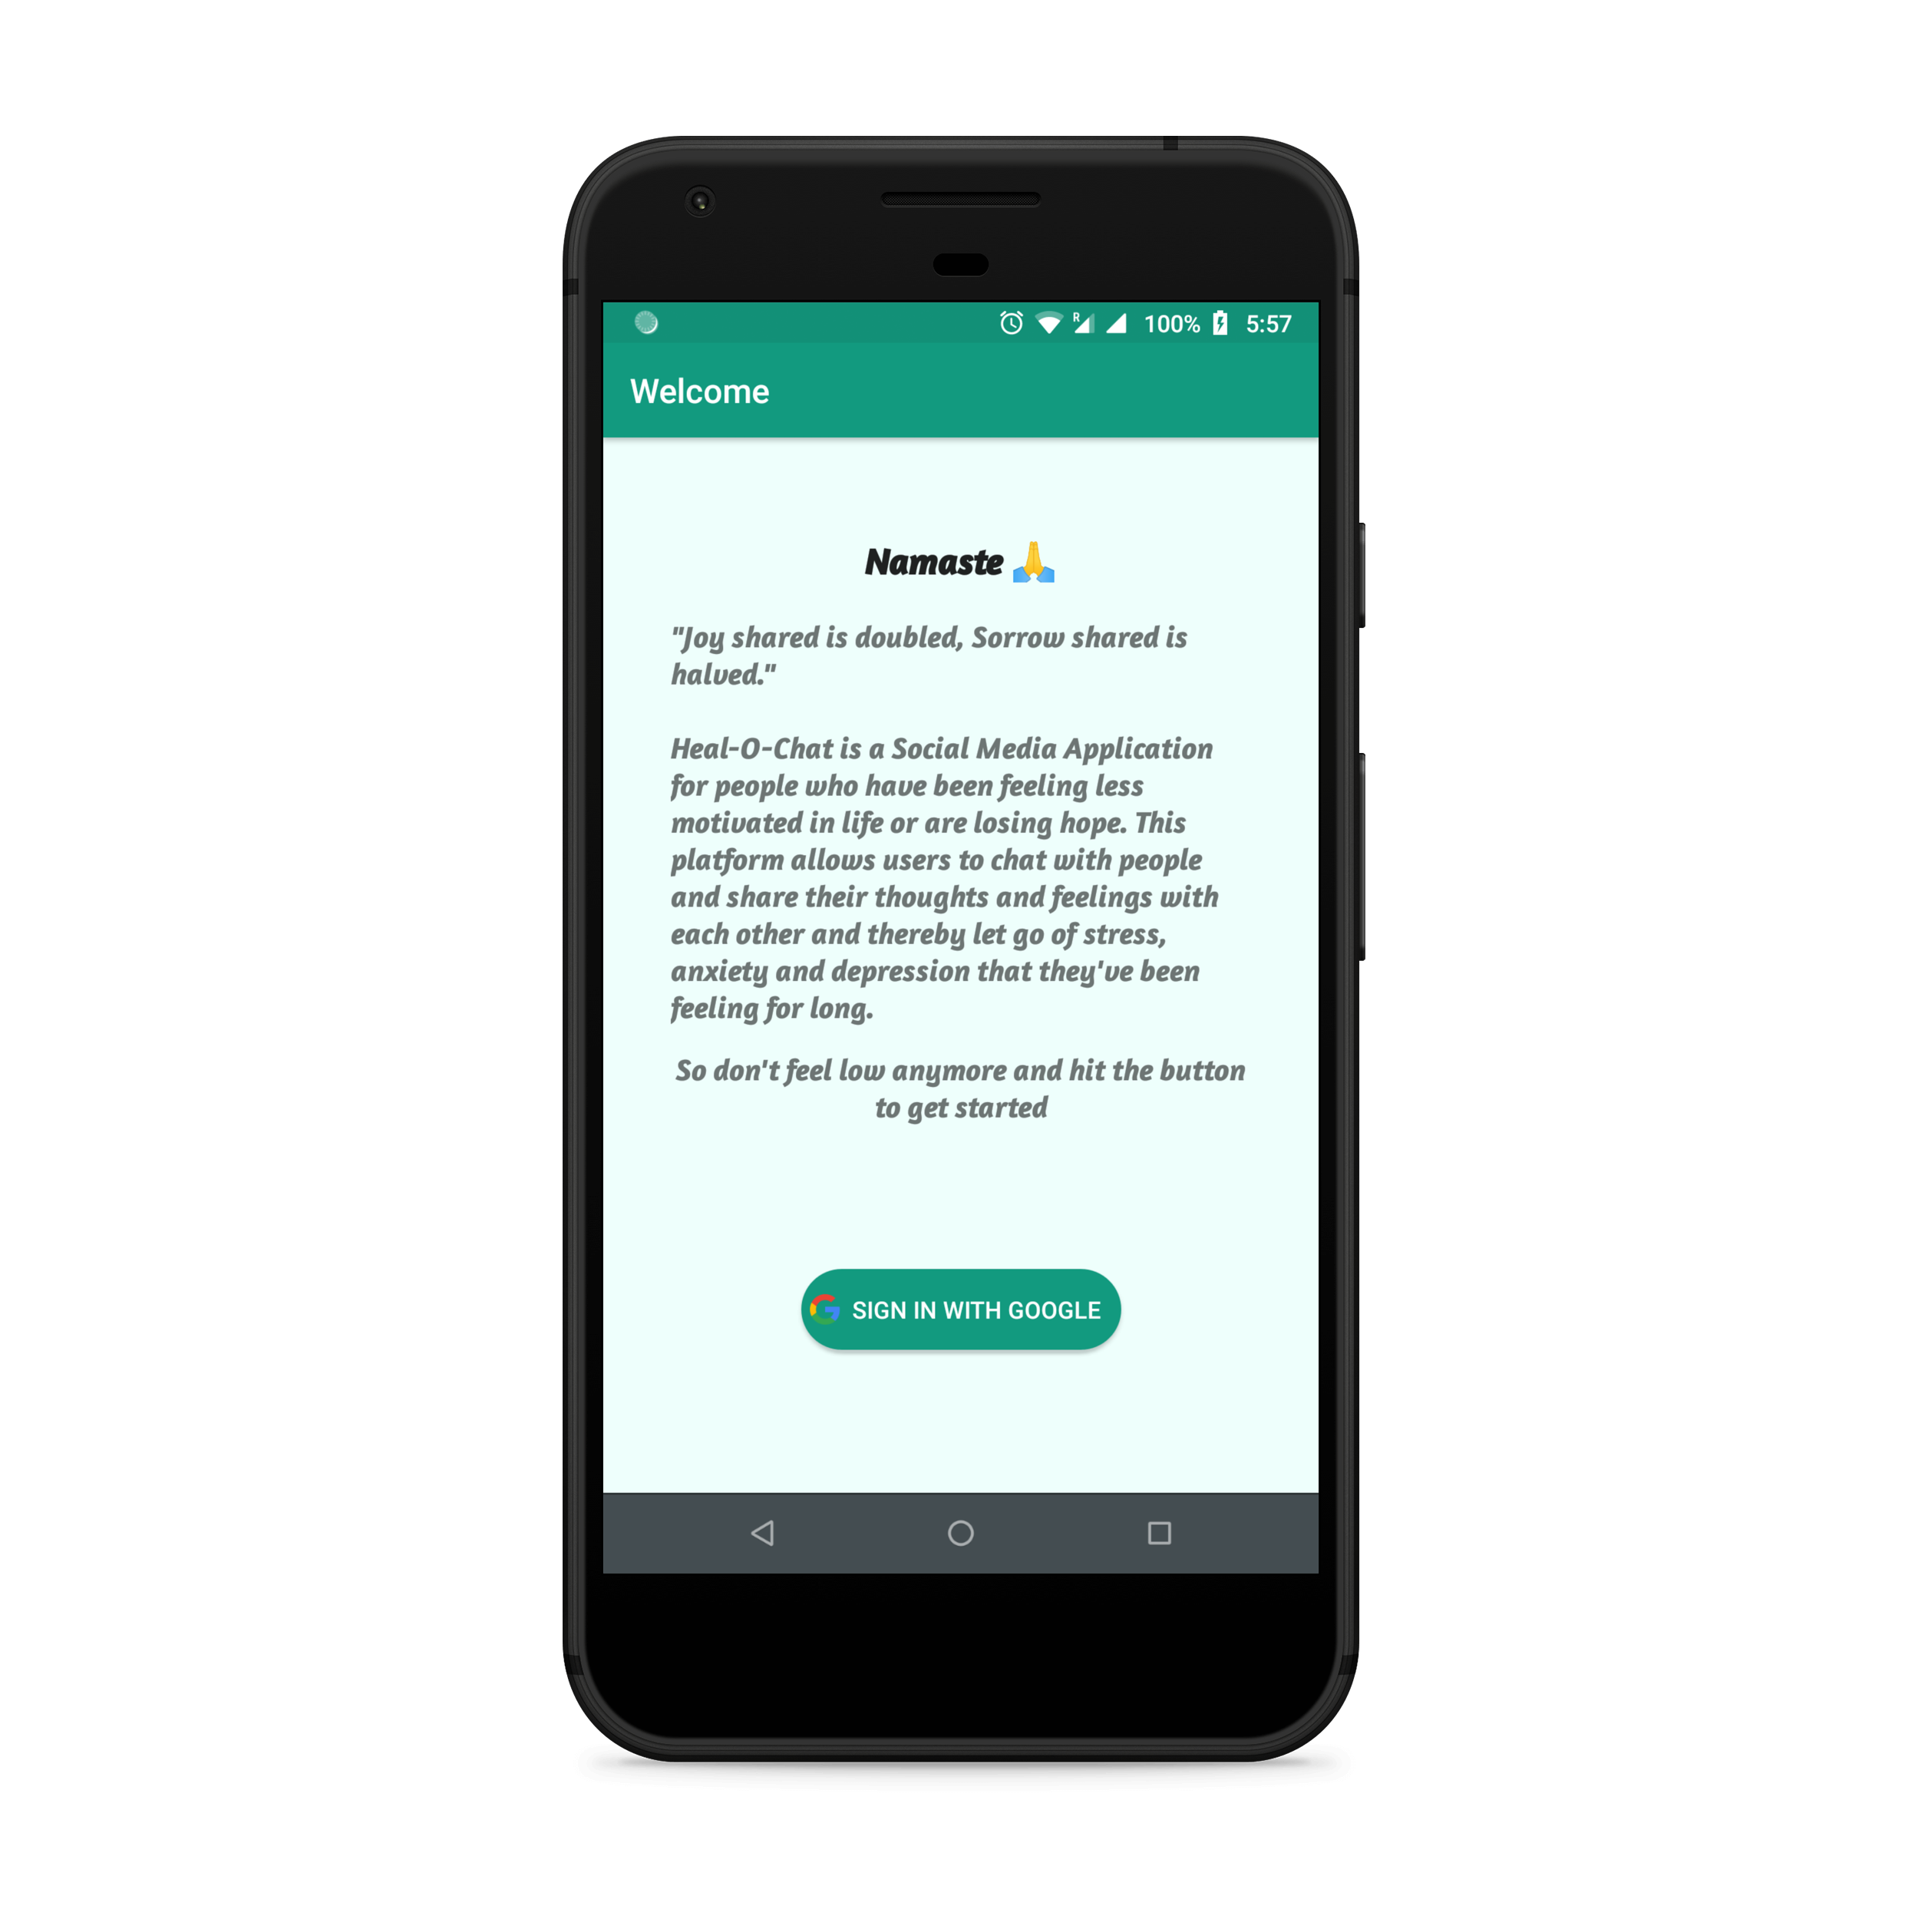 R 100% 5:57
Welcome
Namaste 🙏
"Joy shared is doubled, Sorrow shared is
halved."
Heal-O-Chat is a Social Media Application
for people who have been feeling less
motivated in life or are losing hope. This
platform allows users to chat with people
and share their thoughts and feelings with
each other and thereby let go of stress,
anxiety and depression that they've been
feeling for long.
So don't feel low anymore and hit the button
to get started
SIGN IN WITH GOOGLE